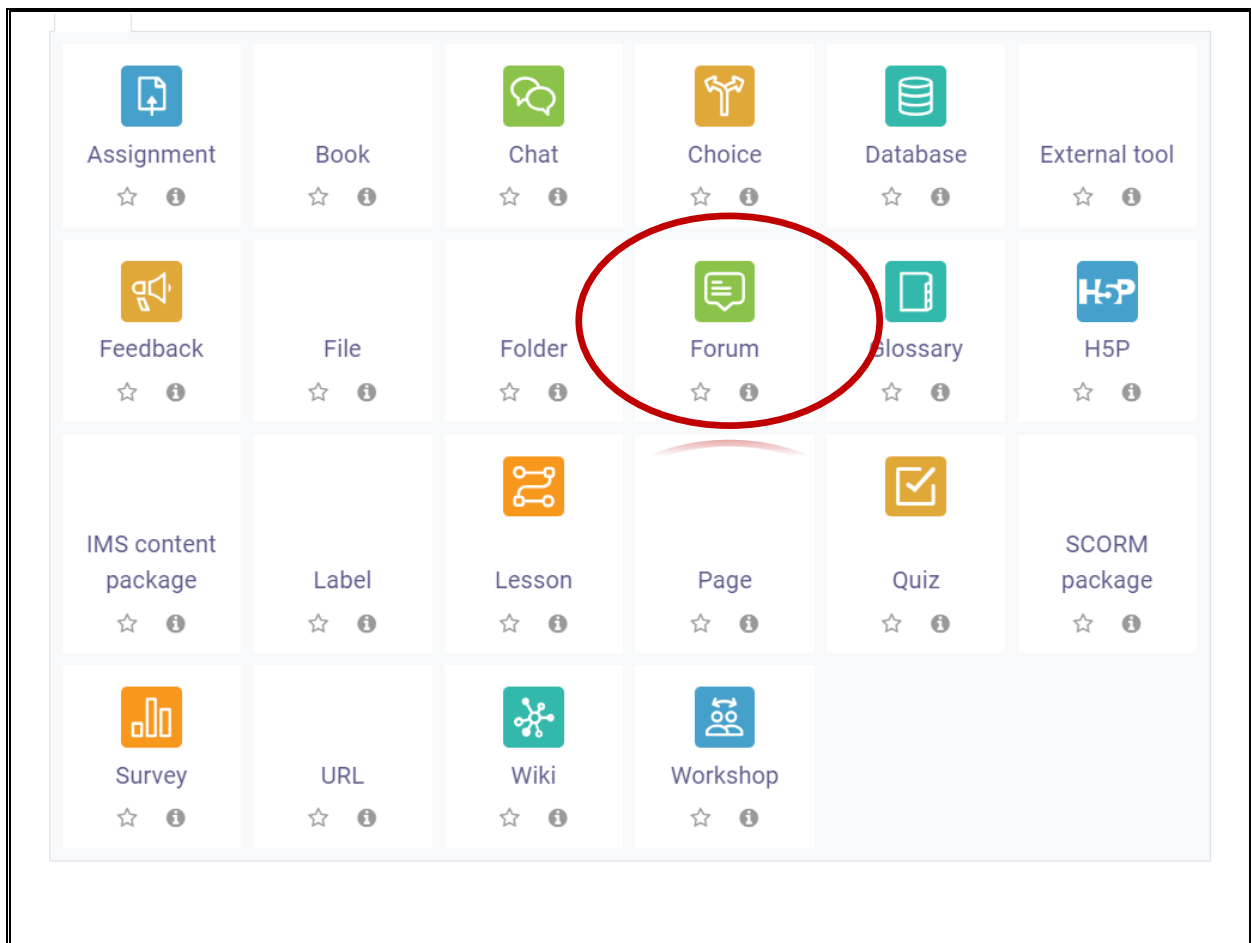 Assignment
Book
Chat
Choice
Database
External tool
Feedback
File
Folder
Forum
Glossary
H5P
H5P
IMS content
package
Label
Lesson
Page
Quiz
SCORM
package
Survey
URL
Wiki
Workshop